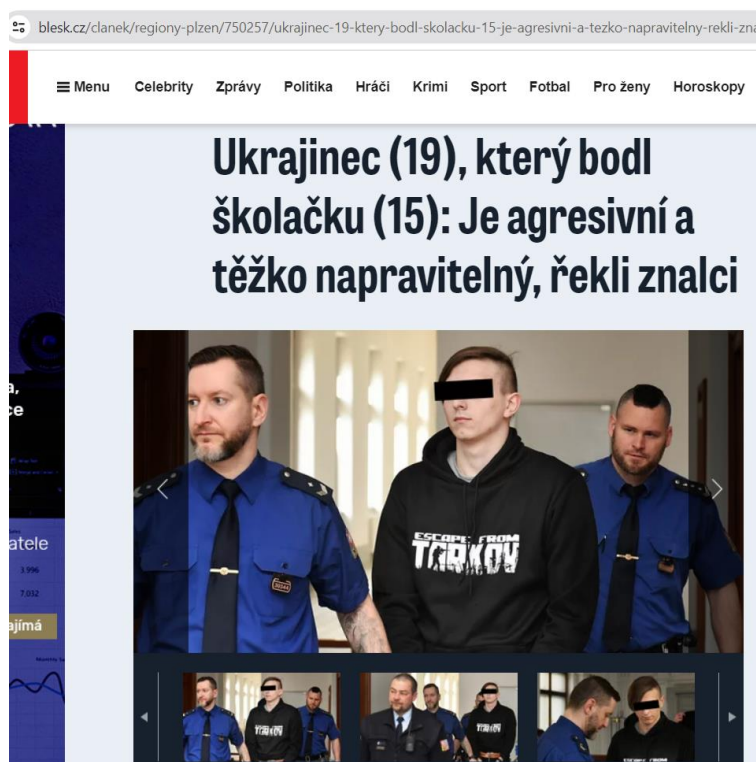 blesk.cz/clanek/regiony-plzen/750257/ukrajinec-19-ktery-bodl-skolacku-15-je-agresivni-a-tezko-napravitelny-rekli-zna
Menu Celebrity Zprávy Politika Hráči Krimi Sport Fotbal Pro ženy Horoskopy
Ukrajinec (19), který bodl
školačku (15): Je agresivní a
těžko napravitelný, řekli znalci
a,
ce
atele
3.996
7.032
ajímá
ESCAPE FROM
TARKOV